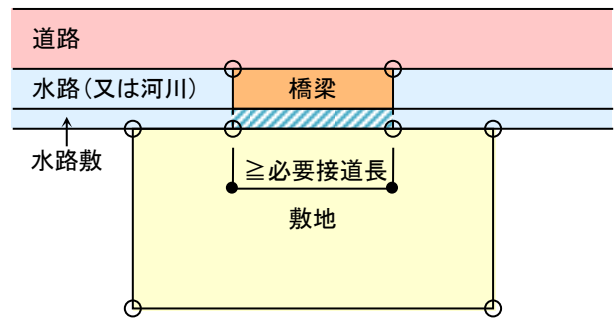 道路
水路（又は河川）
橋梁
水路敷
≧必要接道長
敷地